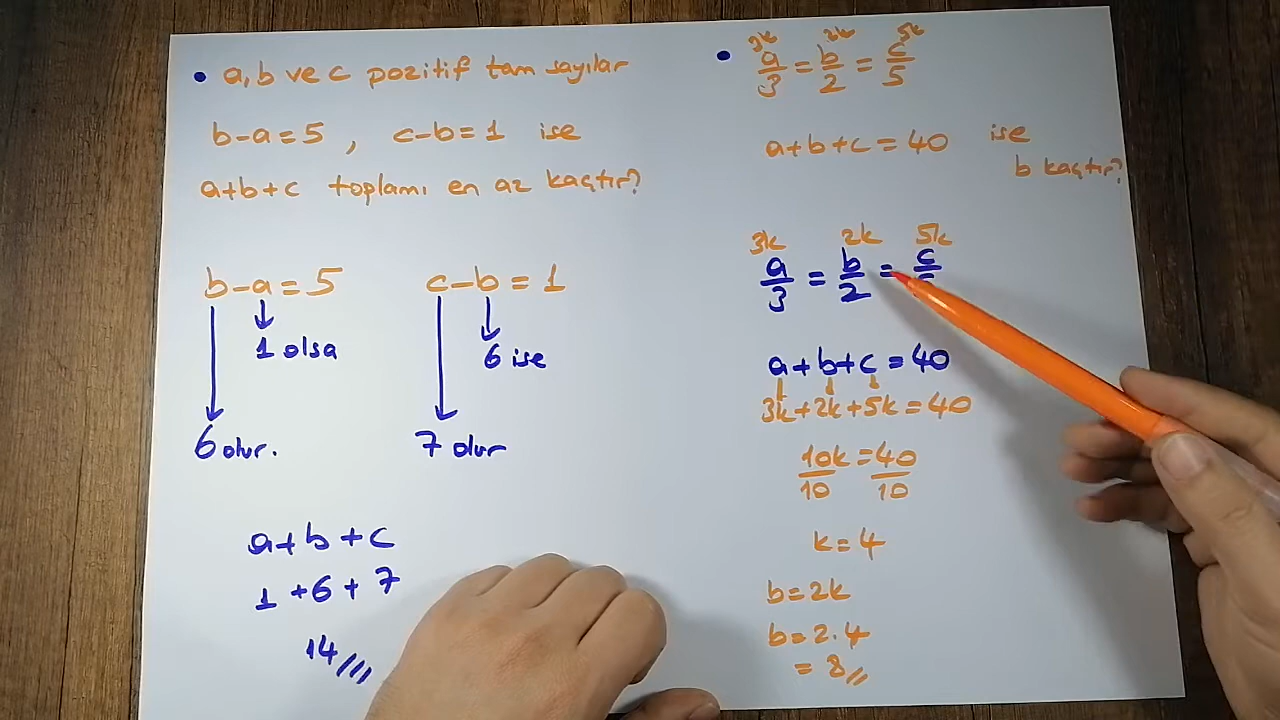 • a, b ve c pozitif tam sayılar
b-a=5 , c-b=1 ise
a+b+c toplamı en az kaçtır?
b-a=5
1 olsa
6 olur.
c-b=1
6 ise
7 olur
a+b+c
1+6+7
14///
• 3k 2k 5k
a/3 = b/2 = c/5
a+b+c=40 ise
b kaçtır?
3k 2k 5k
a/3 = b/2 = c
a+b+c=40
3k+2k+5k=40
10k/10 = 40/10
k=4
b=2k
b=2.4
=8//